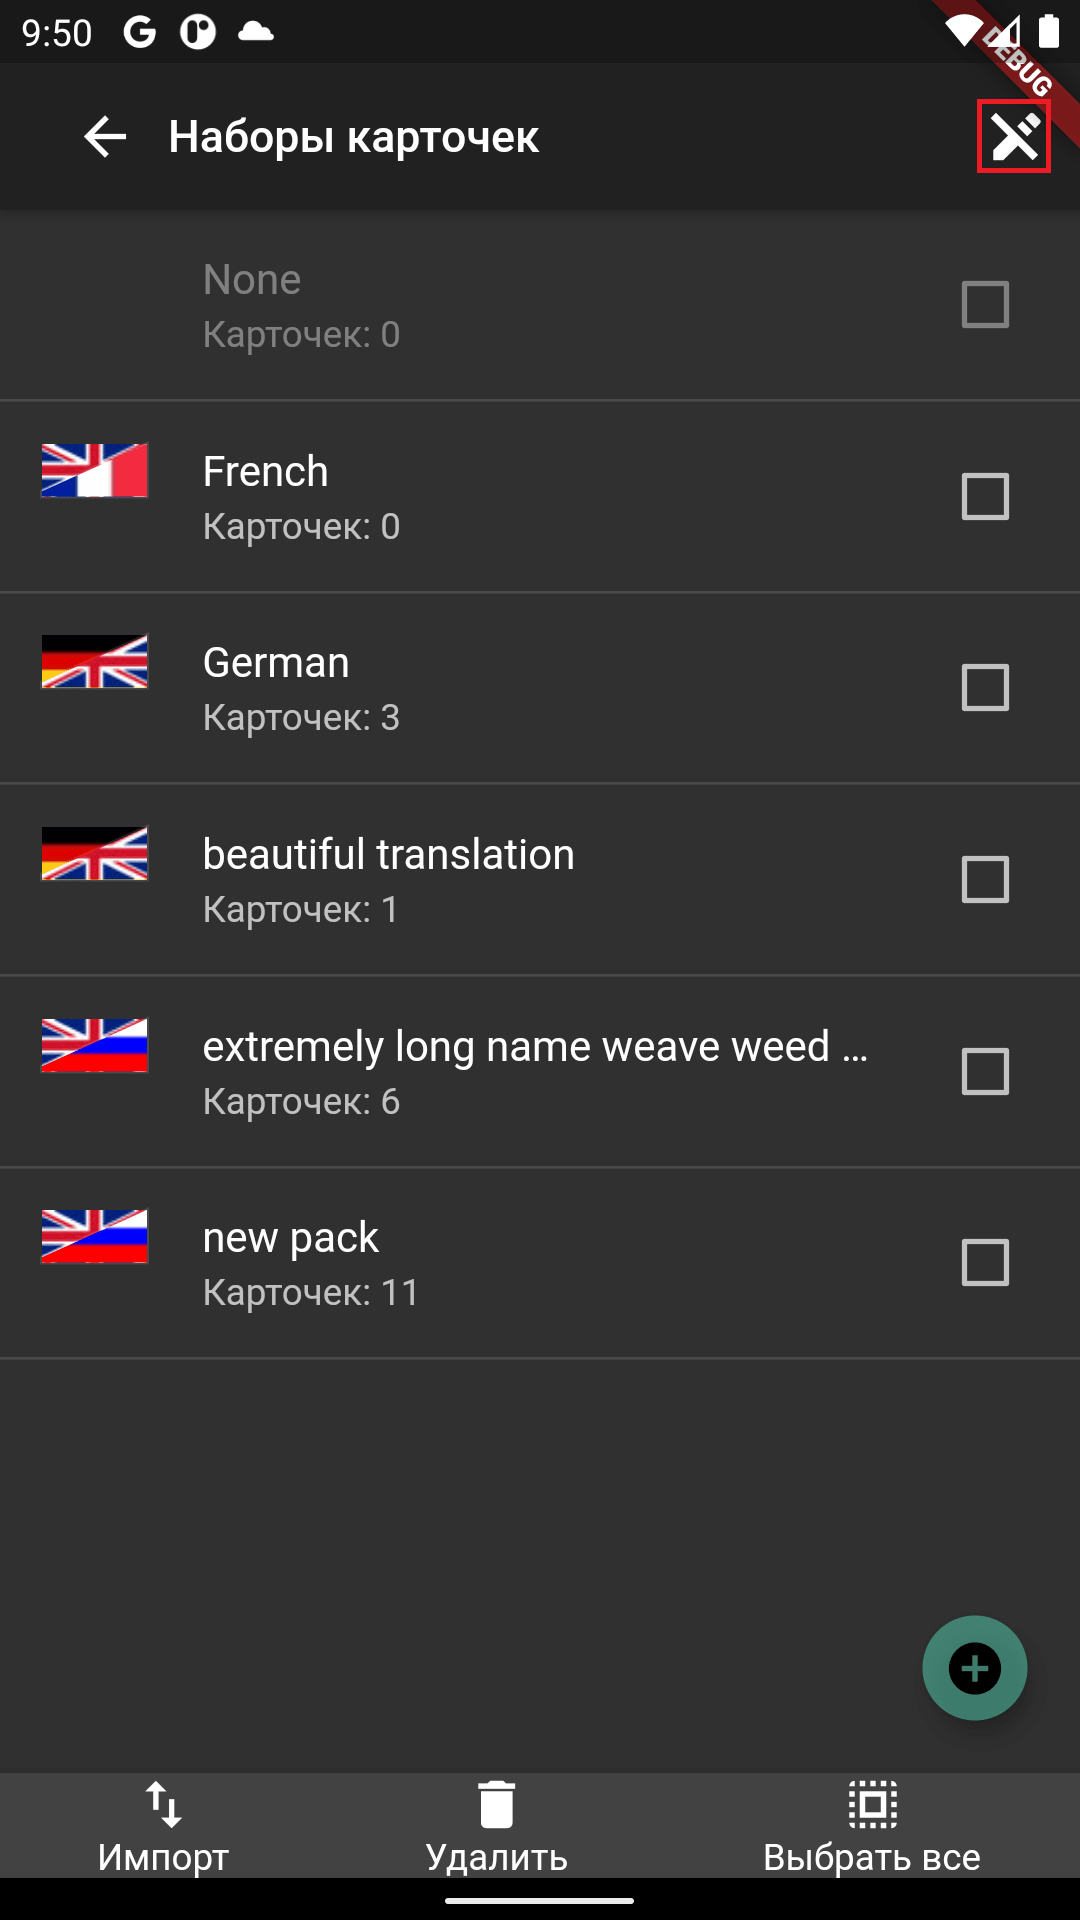 9:50
DEBUG
Наборы карточек
None
Карточек: 0
French
Карточек: 0
German
Карточек: 3
beautiful translation
Карточек: 1
extremely long name weave weed ...
Карточек: 6
new pack
Карточек: 11
Импорт
Удалить
Выбрать все